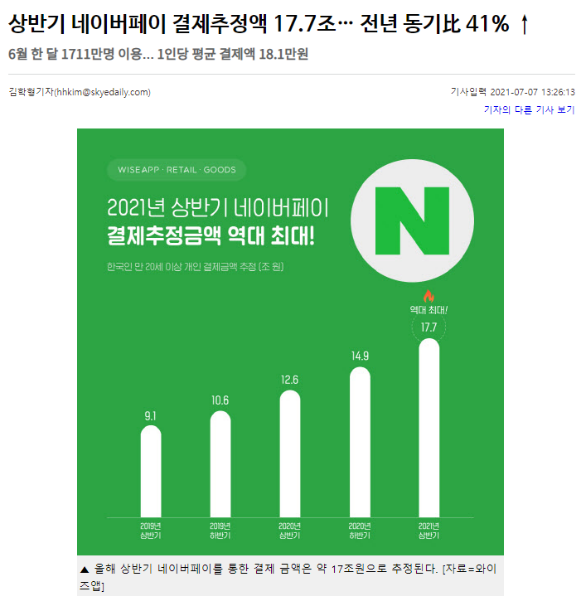 상반기 네이버페이 결제추정액 17.7조… 전년 동기比 41% ↑
6월 한 달 1711만명 이용... 1인당 평균 결제액 18.1만원
김학형기자(hhkim@skyedaily.com)
기사입력 2021-07-07 13:26:13
기자의 다른 기사 보기
WISEAPP · RETAIL · GOODS
2021년 상반기 네이버페이
결제추정금액 역대 최대!
한국인 만 20세 이상 개인 결제금액 추정 (조 원)
N
역대 최대!
17.7
14.9
12.6
10.6
9.1
2019년 상반기
2019년 하반기
2020년 상반기
2020년 하반기
2021년 상반기
▲ 올해 상반기 네이버페이를 통한 결제 금액은 약 17조원으로 추정된다. [자료=와이
즈앱]